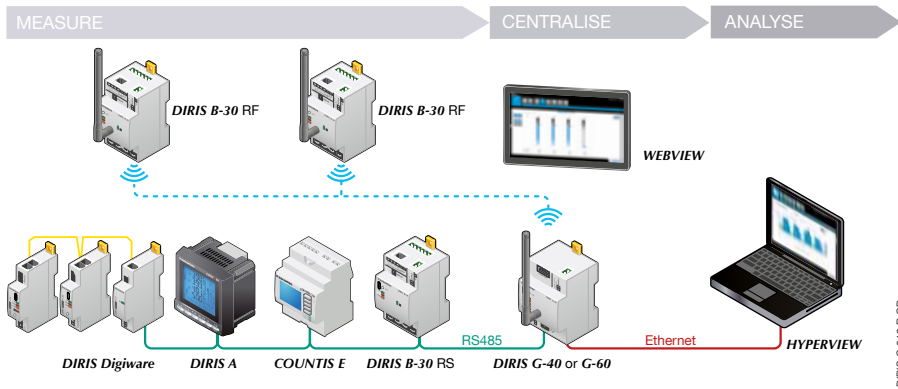 MEASURE
CENTRALISE
ANALYSE
DIRIS B-30 RF
DIRIS B-30 RF
WEBVIEW
RS485
Ethernet
HYPERVIEW
DIRIS Digiware
DIRIS A
COUNTIS E
DIRIS B-30 RS
DIRIS G-40 or G-60